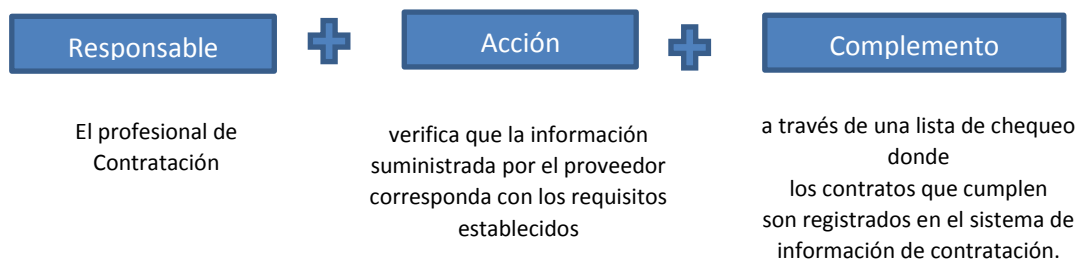 Responsable
Acción
Complemento
El profesional de
Contratación
verifica que la información
suministrada por el proveedor
corresponda con los requisitos
establecidos
a través de una lista de chequeo
donde
los contratos que cumplen
son registrados en el sistema de
información de contratación.